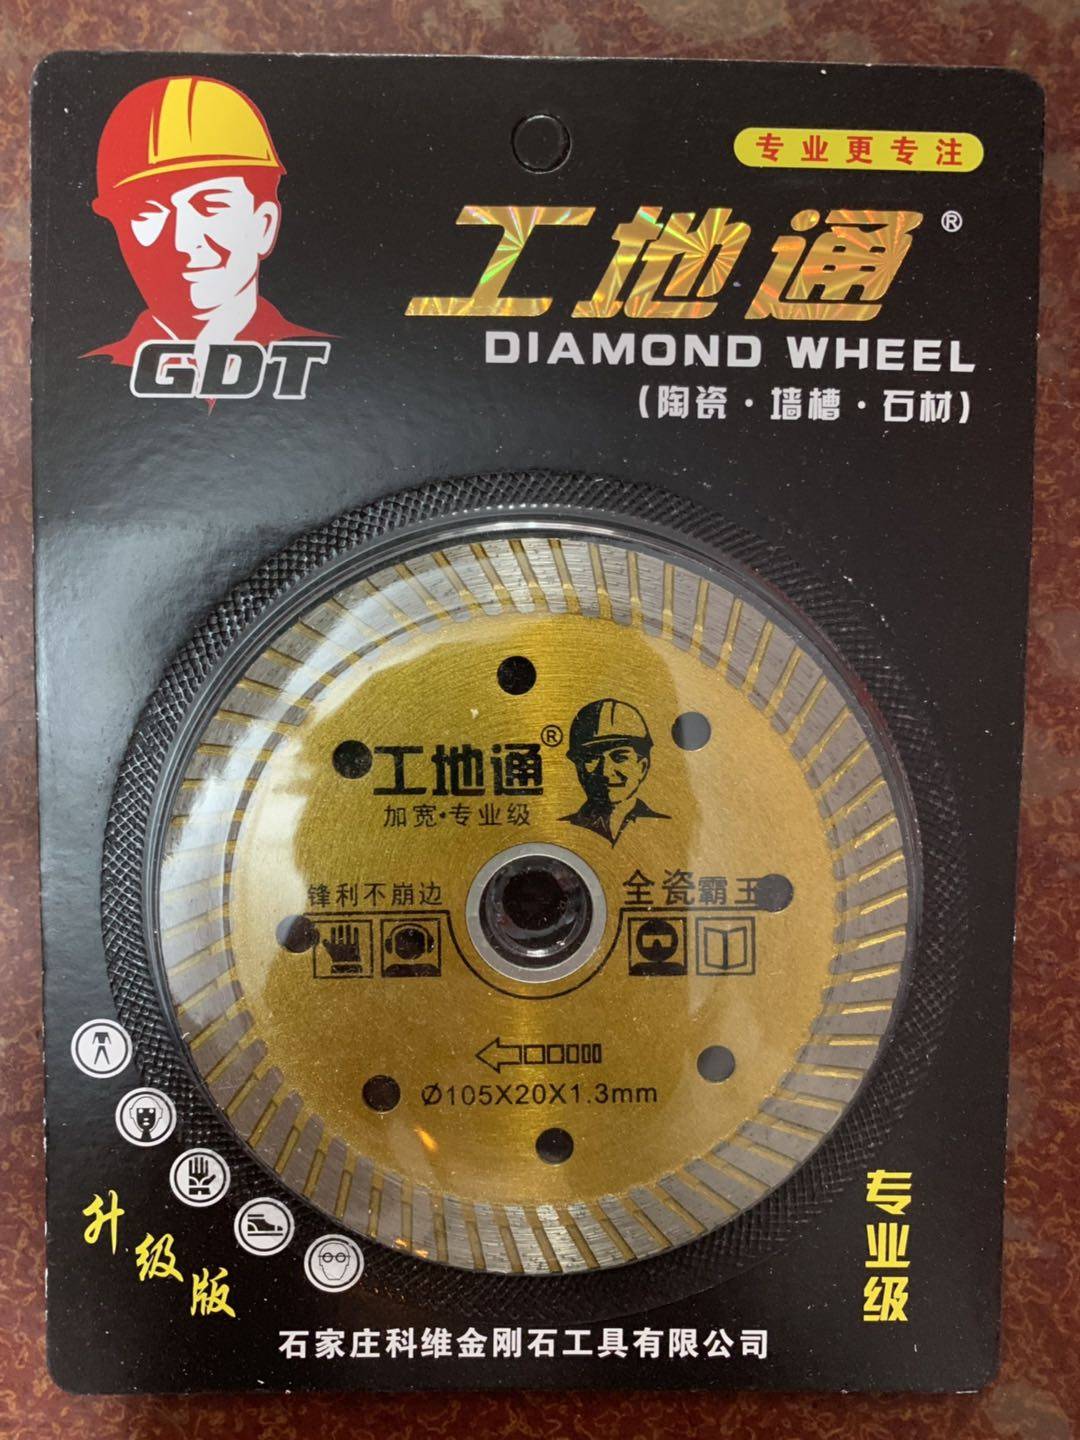 专业更专注
工地通®
GDT
DIAMOND WHEEL
(陶瓷·墙槽·石材)
工地通®
加宽·专业级
锋利不崩边
全瓷霸王
Ø105X20X1.3mm
升级版
专业级
石家庄科维金刚石工具有限公司